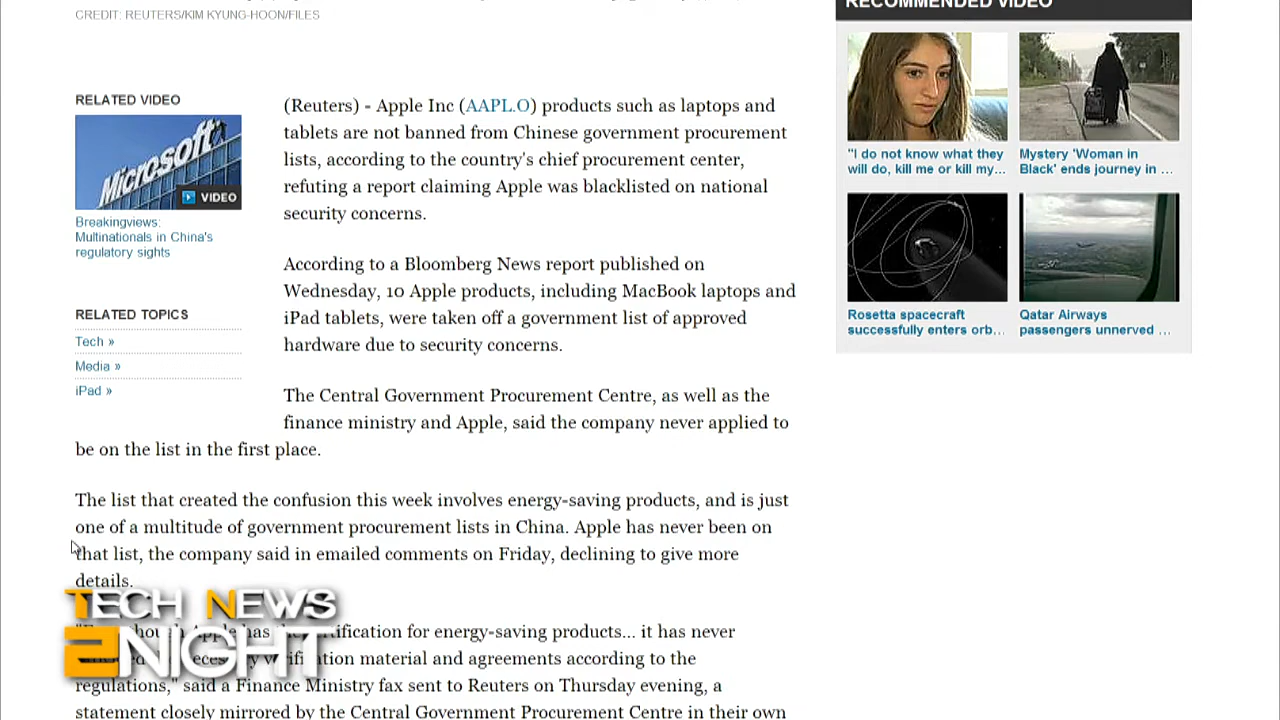 CREDIT: REUTERS/KIM KYUNG-HOON/FILES
RECOMMENDED VIDEO
RELATED VIDEO
Microsoft
VIDEO
Breakingviews:
Multinationals in China's
regulatory sights
RELATED TOPICS
Tech »
Media »
iPad »
(Reuters) - Apple Inc (AAPL.O) products such as laptops and
tablets are not banned from Chinese government procurement
lists, according to the country's chief procurement center,
refuting a report claiming Apple was blacklisted on national
security concerns.
According to a Bloomberg News report published on
Wednesday, 10 Apple products, including MacBook laptops and
iPad tablets, were taken off a government list of approved
hardware due to security concerns.
The Central Government Procurement Centre, as well as the
finance ministry and Apple, said the company never applied to
be on the list in the first place.
The list that created the confusion this week involves energy-saving products, and is just
one of a multitude of government procurement lists in China. Apple has never been on
that list, the company said in emailed comments on Friday, declining to give more
details.
Apple has for energy-saving products... it has never
material and agreements according to the
regulations," said a Finance Ministry fax sent to Reuters on Thursday evening, a
statement closely mirrored by the Central Government Procurement Centre in their own
"I do not know what they
will do, kill me or kill my...
Mystery 'Woman in
Black' ends journey in ...
Rosetta spacecraft
successfully enters orb...
Qatar Airways
passengers unnerved ...
TECH NEWS
2NIGHT